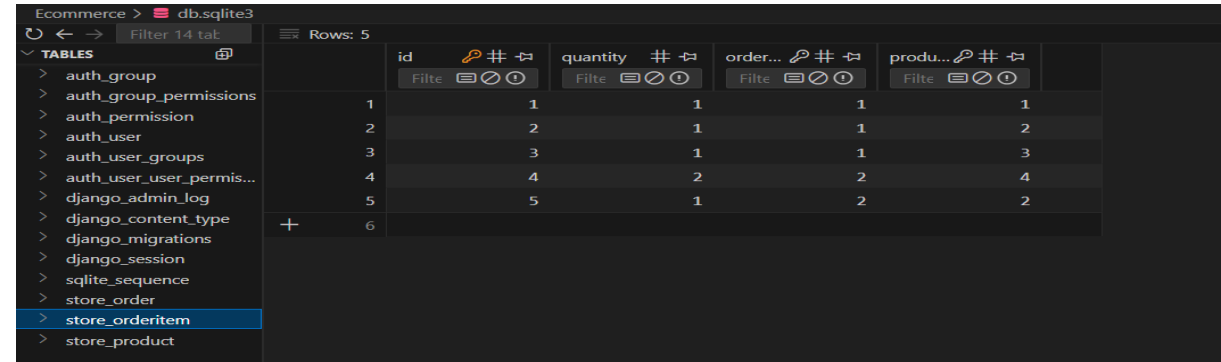 Ecommerce > db.sqlite3
Filter 14 tab Rows: 5
TABLES
id quantity order... produ...
Filte Filte Filte Filte
auth_group
auth_group_permissions
auth_permission
auth_user
auth_user_groups
auth_user_user_permis...
django_admin_log
django_content_type
django_migrations
django_session
sqlite_sequence
store_order
store_orderitem
store_product
1 1 1 1 1
2 2 1 1 2
3 3 1 1 3
4 4 2 2 4
5 5 1 2 2
6